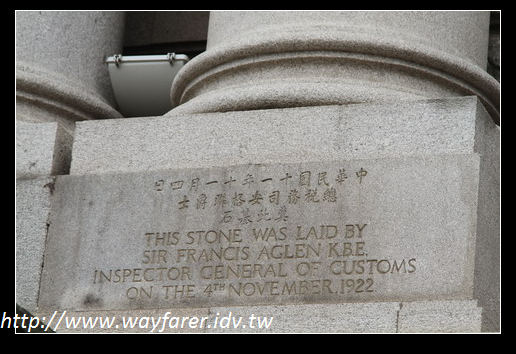 中華民國十一年十一月四日
總稅務司安格聯爵士
奠此基石
THIS STONE WAS LAID BY
SIR FRANCIS AGLEN K.B.E.
INSPECTOR GENERAL OF CUSTOMS
ON THE 4TH NOVEMBER, 1922
http://www.wayfarer.idv.tw